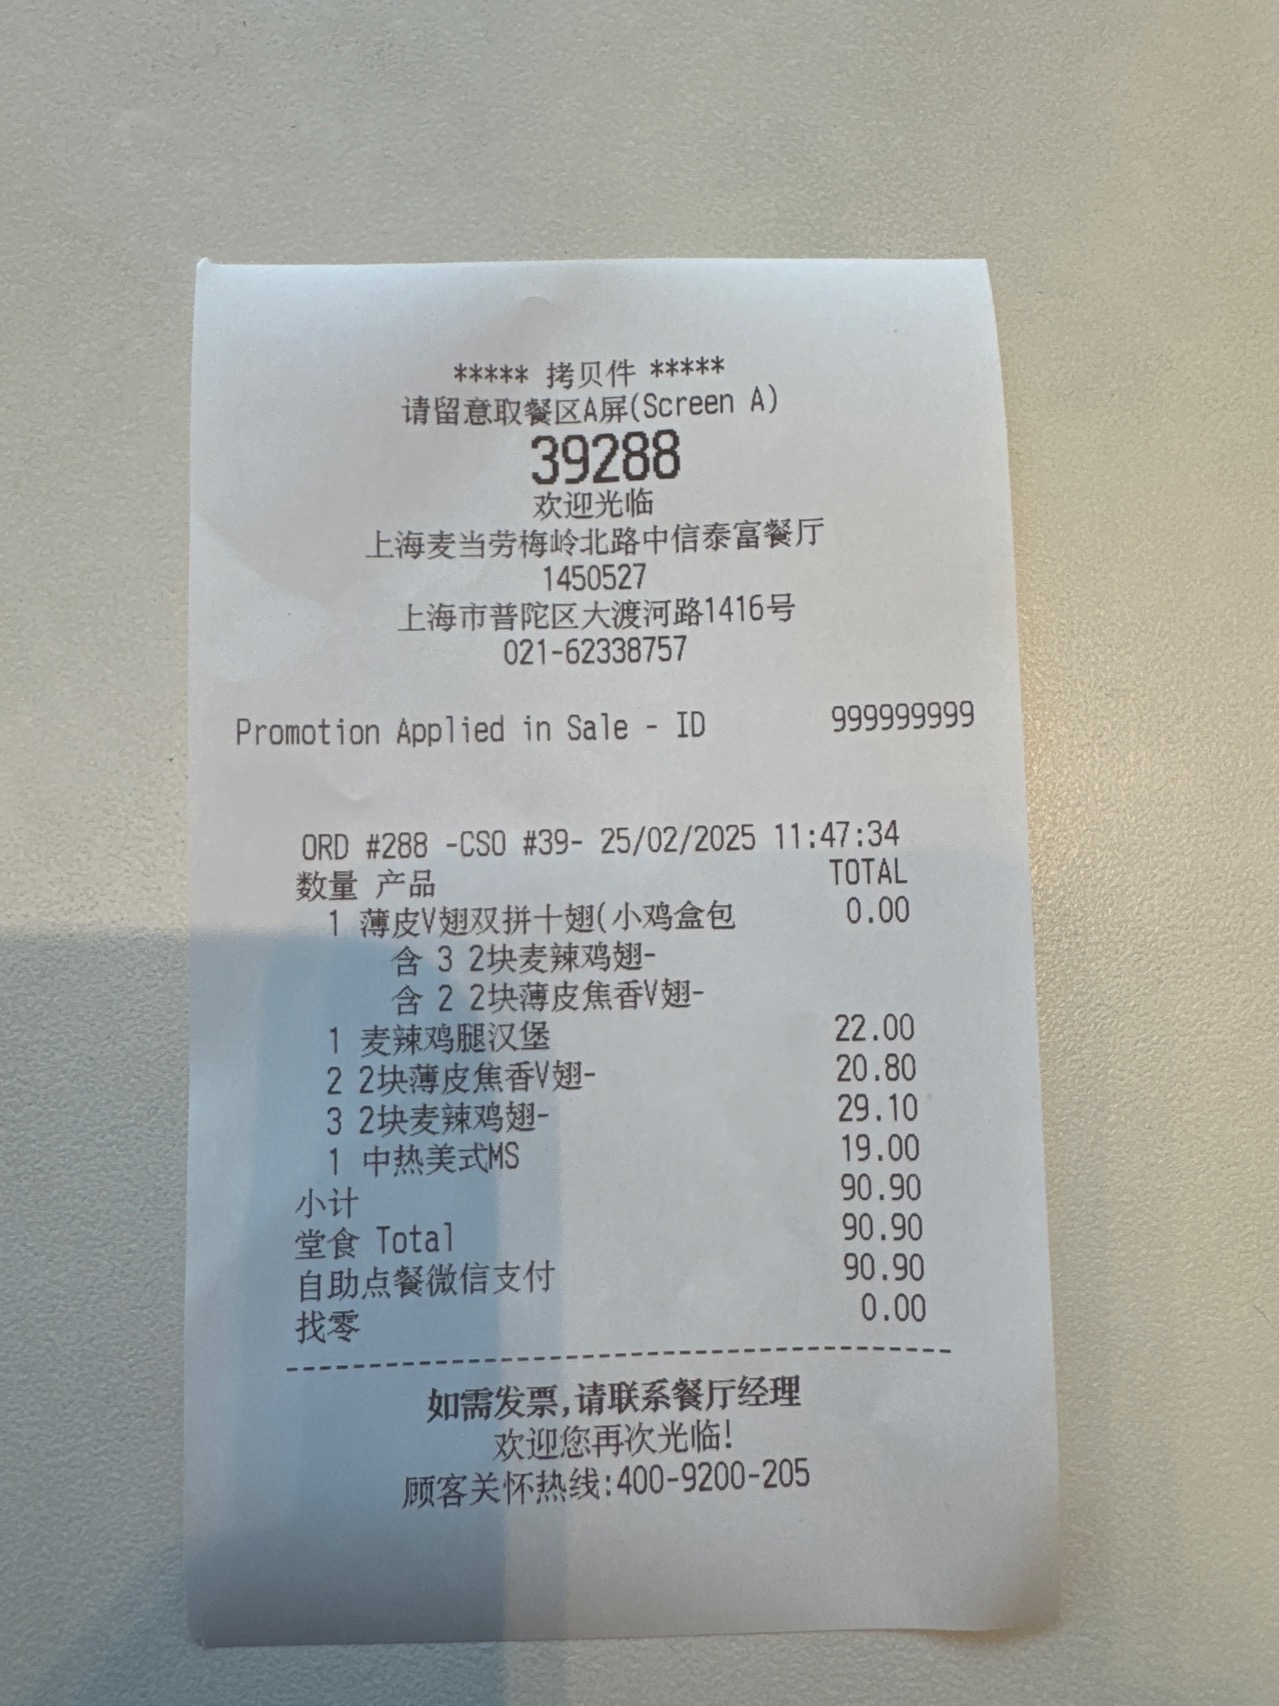 ***** 拷贝件 *****
请留意取餐区A屏(Screen A)
39288
欢迎光临
上海麦当劳梅岭北路中信泰富餐厅
1450527
上海市普陀区大渡河路1416号
021-62338757
Promotion Applied in Sale - ID 999999999
ORD #288 -CSO #39- 25/02/2025 11:47:34
数量 产品 TOTAL
1 薄皮V翅双拼十翅(小鸡盒包 0.00
含 3 2块麦辣鸡翅-
含 2 2块薄皮焦香V翅-
1 麦辣鸡腿汉堡 22.00
2 2块薄皮焦香V翅- 20.80
3 2块麦辣鸡翅- 29.10
1 中热美式MS 19.00
小计 90.90
堂食 Total 90.90
自助点餐微信支付 90.90
找零 0.00
--------------------------------------------
如需发票,请联系餐厅经理
欢迎您再次光临!
顾客关怀热线:400-9200-205